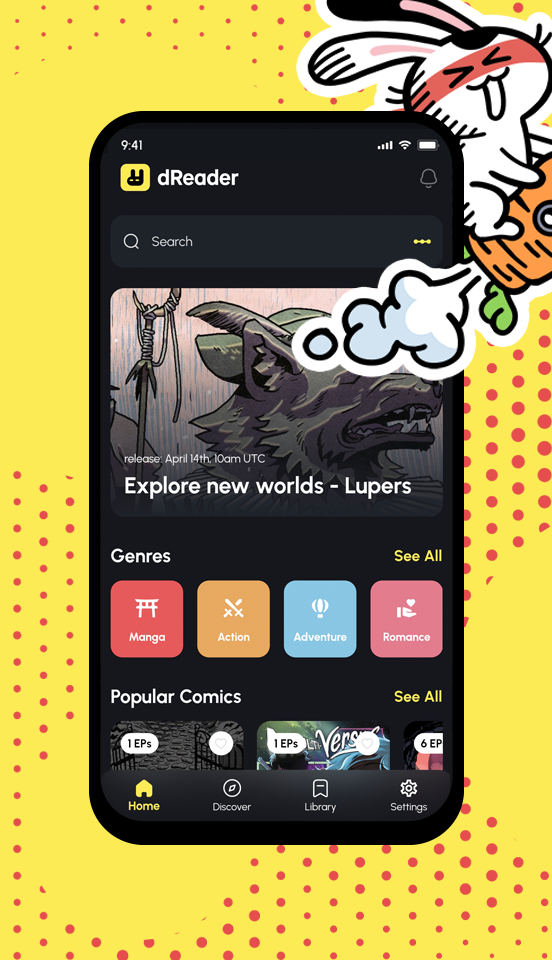 9:41
dReader
Search
release: April 14th, 10am UTC
Explore new worlds - Lupers
Genres
See All
Manga
Action
Adventure
Romance
Popular Comics
See All
1 EPs
1 EPs
Versus
6 EP
Home
Discover
Library
Settings